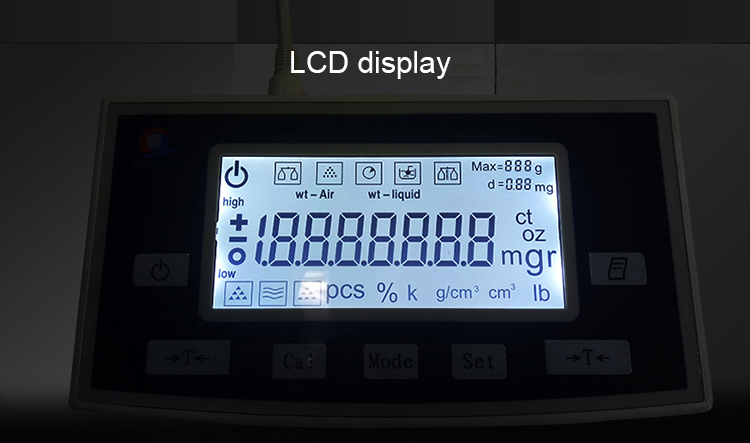 LCD display
Max=888g
d=0.88mg
wt-Air wt-liquid
high
+
-
o
low
1.8.8.8.8.8.8.8
ct
oz
mgr
pcs % k g/cm³ cm³ lb
→T← Cal Mode Set →T←